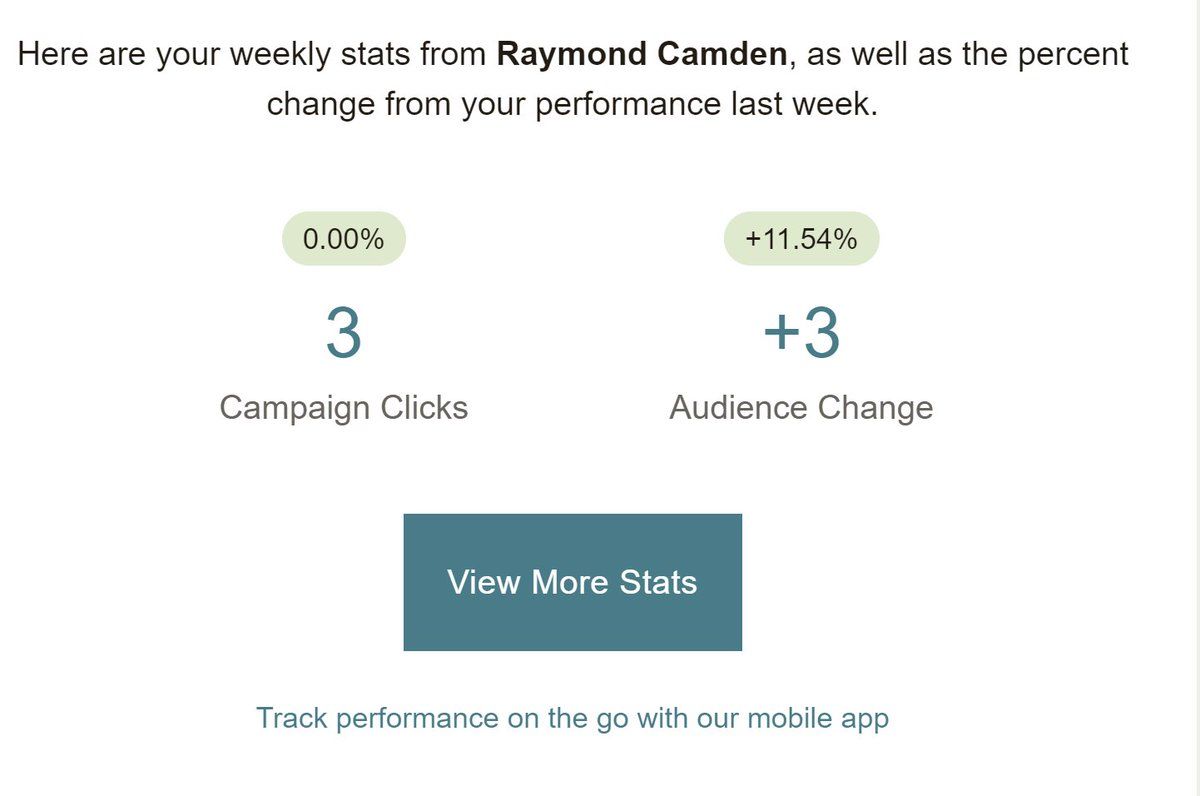 Here are your weekly stats from Raymond Camden, as well as the percent
change from your performance last week.
0.00%
3
Campaign Clicks
+11.54%
+3
Audience Change
View More Stats
Track performance on the go with our mobile app